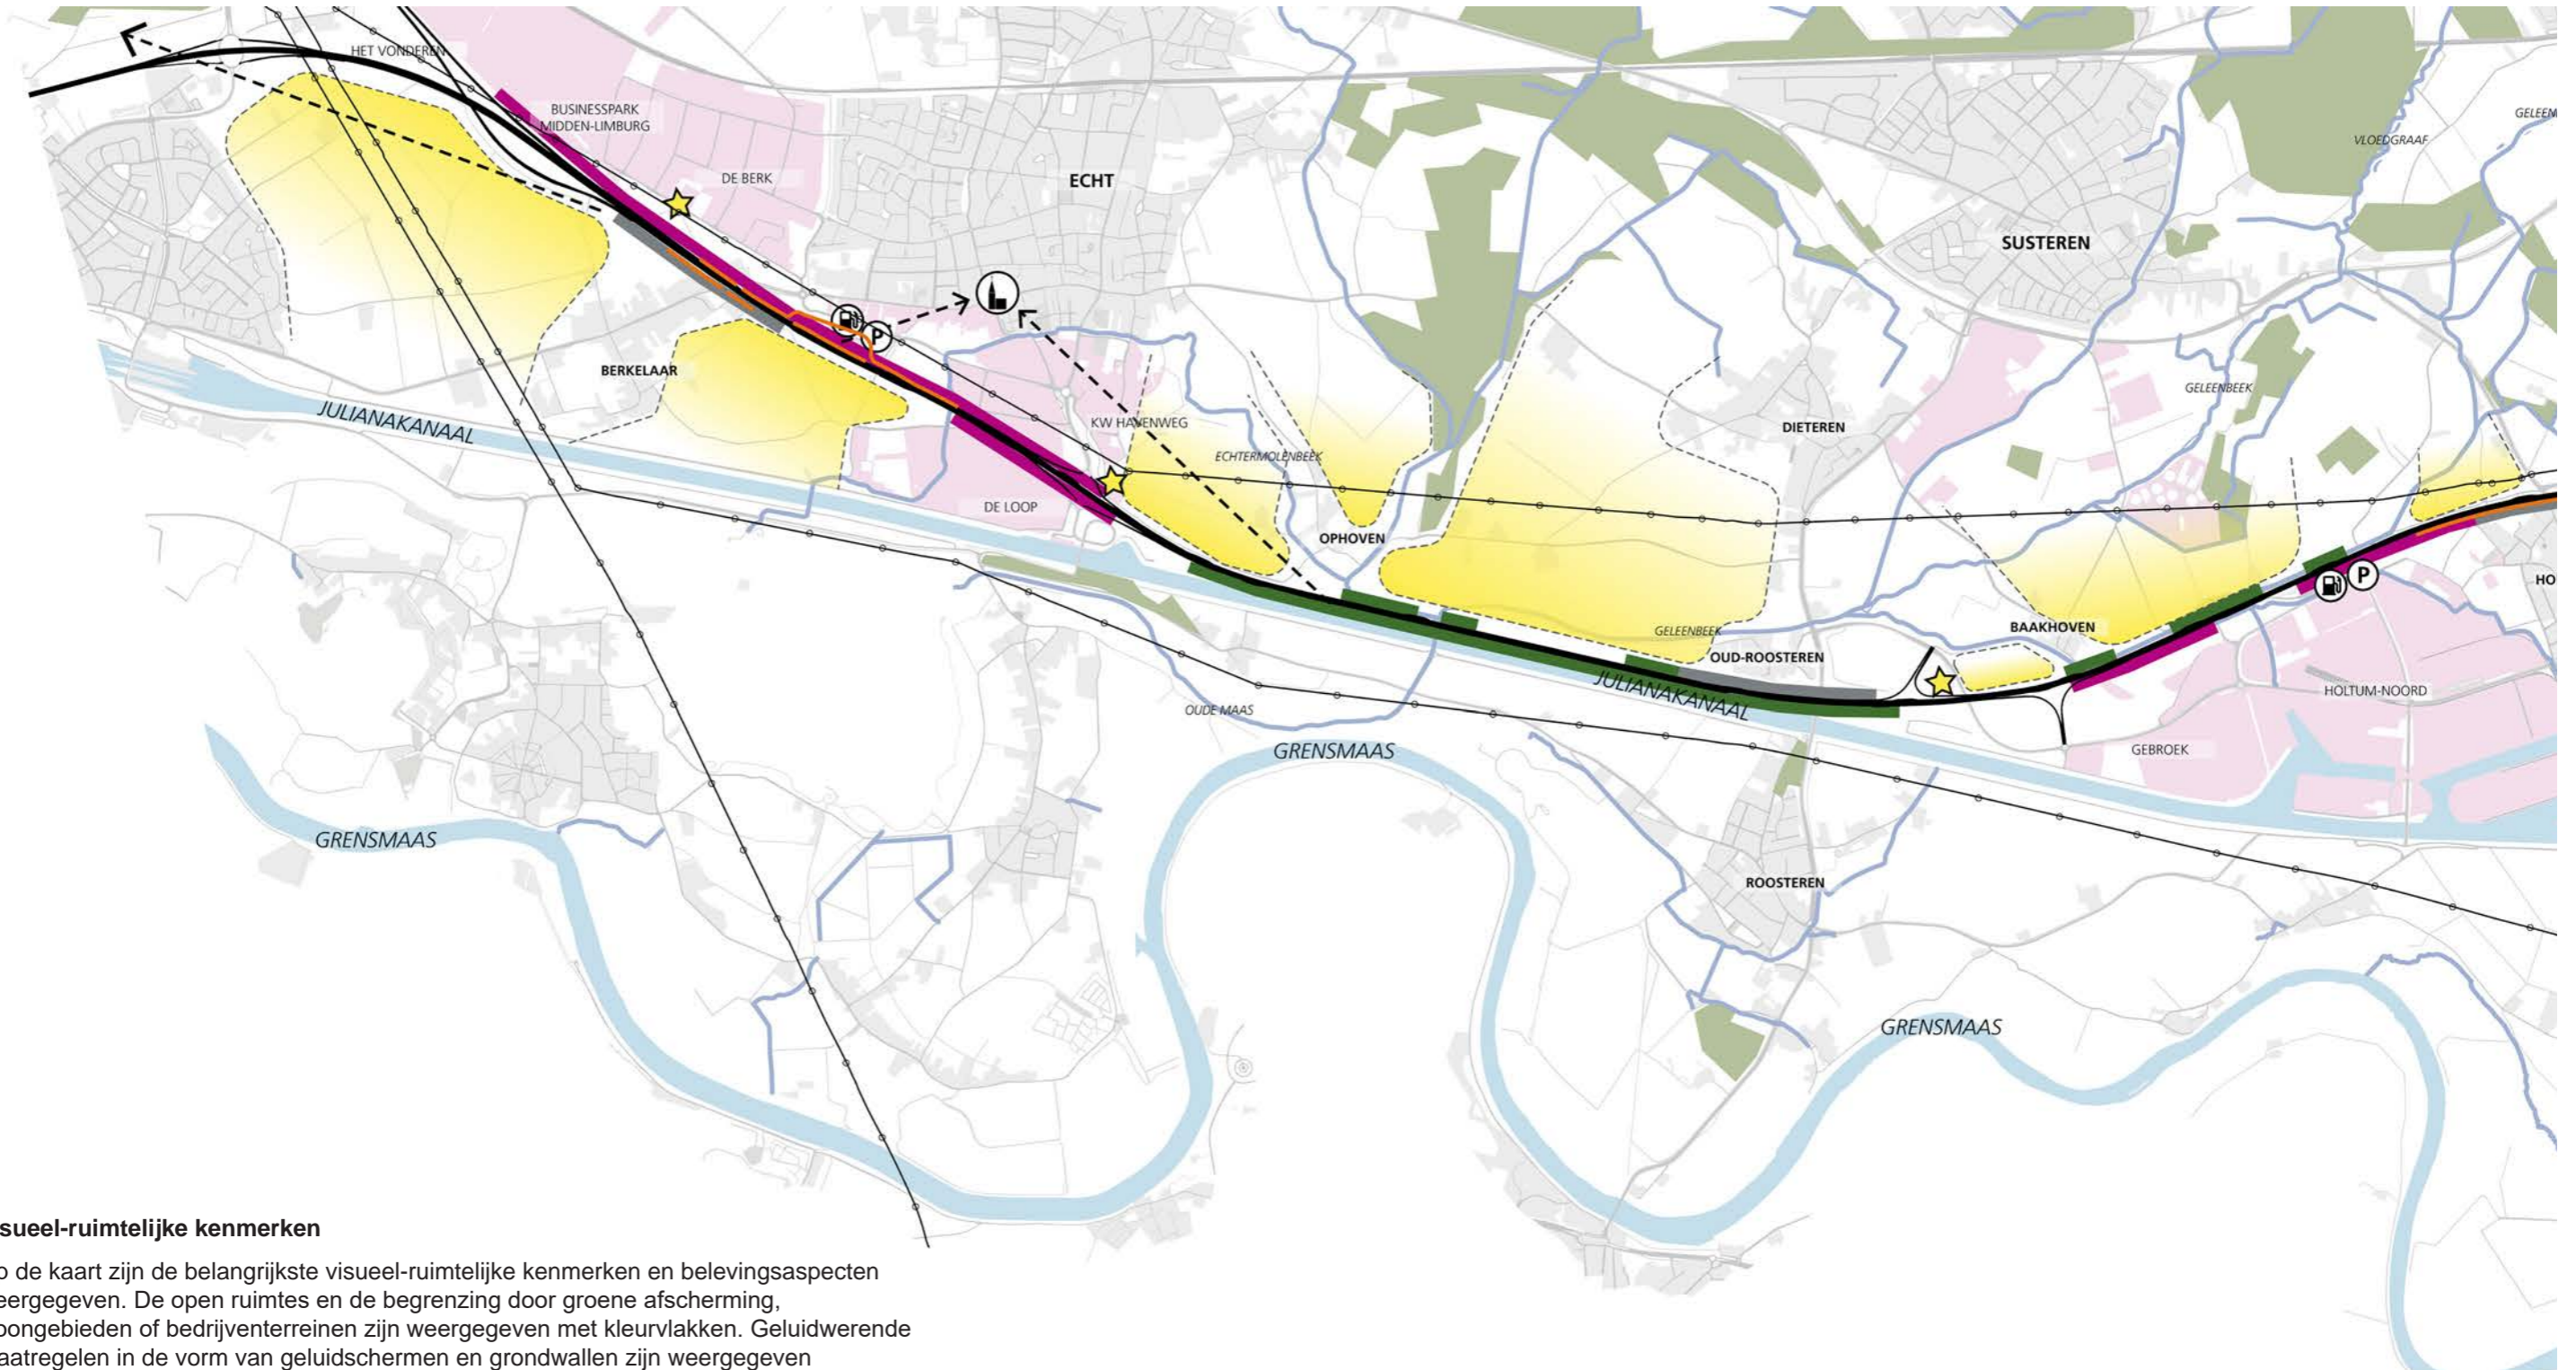 HET VONDEREN
GELEEN
BUSINESSPARK
MIDDEN-LIMBURG
VLOEDGRAAF
DE BERK
ECHT
SUSTEREN
P
BERKELAAR
GELEENBEEK
JULIANAKANAAL
KW HAVENWEG
DIETEREN
ECHTERMOLENBEEK
DE LOOP
OPHOVEN
P
HO
GELEENBEEK
BAAKHOVEN
OUD-ROOSTEREN
JULIANAKANAAL
HOLTUM-NOORD
OUDE MAAS
GRENSMAAS
GEBROEK
GRENSMAAS
ROOSTEREN
GRENSMAAS
sueel-ruimtelijke kenmerken
p de kaart zijn de belangrijkste visueel-ruimtelijke kenmerken en belevingsaspecten
eergegeven. De open ruimtes en de begrenzing door groene afscherming,
oongebieden of bedrijventerreinen zijn weergegeven met kleurvlakken. Geluidwerende
aatregelen in de vorm van geluidschermen en grondwallen zijn weergegeven